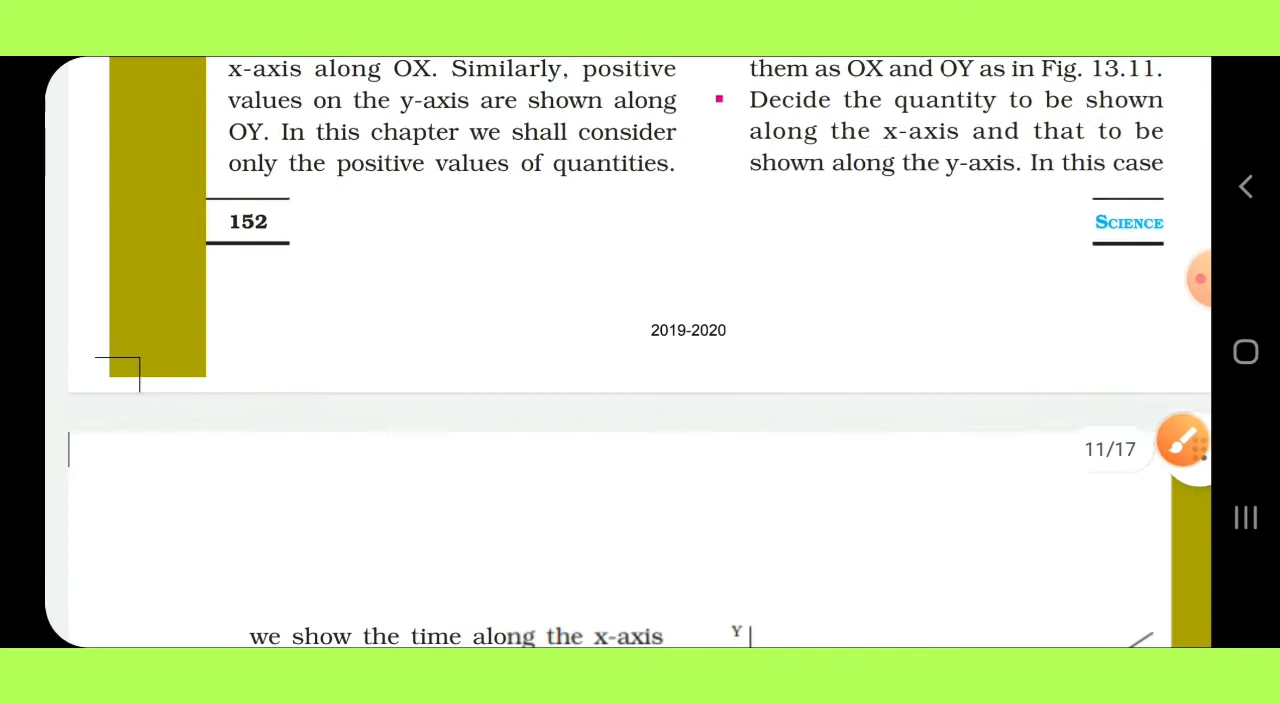 x-axis along OX. Similarly, positive
values on the y-axis are shown along
OY. In this chapter we shall consider
only the positive values of quantities.
them as OX and OY as in Fig. 13.11.
Decide the quantity to be shown
along the x-axis and that to be
shown along the y-axis. In this case
152
SCIENCE
2019-2020
11/17
we show the time along the x-axis
Y